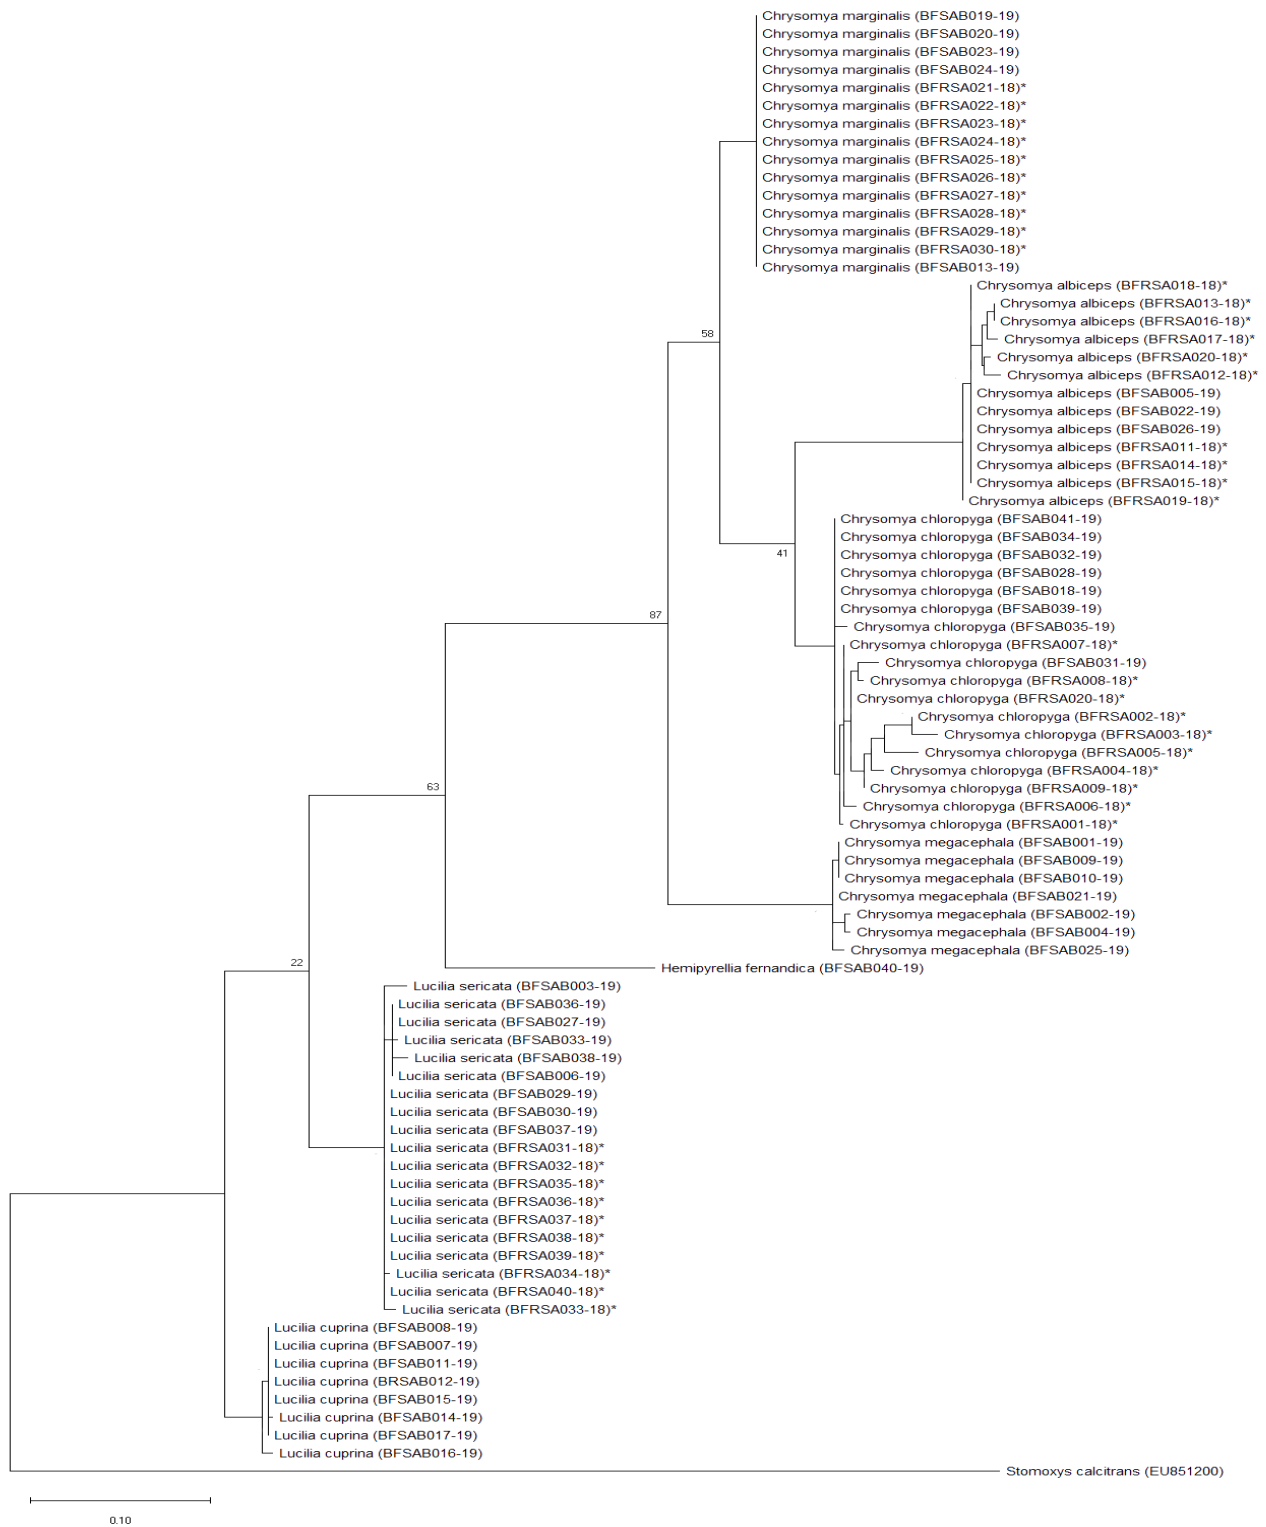 Chrysomya marginalis (BFSAB019-19)
Chrysomya marginalis (BFSAB020-19)
Chrysomya marginalis (BFSAB023-19)
Chrysomya marginalis (BFSAB024-19)
Chrysomya marginalis (BFRSA021-18)*
Chrysomya marginalis (BFRSA022-18)*
Chrysomya marginalis (BFRSA023-18)*
Chrysomya marginalis (BFRSA024-18)*
Chrysomya marginalis (BFRSA025-18)*
Chrysomya marginalis (BFRSA026-18)*
Chrysomya marginalis (BFRSA027-18)*
Chrysomya marginalis (BFRSA028-18)*
Chrysomya marginalis (BFRSA029-18)*
Chrysomya marginalis (BFRSA030-18)*
Chrysomya marginalis (BFSAB013-19)
Chrysomya albiceps (BFRSA018-18)*
Chrysomya albiceps (BFRSA013-18)*
Chrysomya albiceps (BFRSA016-18)*
58
Chrysomya albiceps (BFRSA017-18)*
Chrysomya albiceps (BFRSA020-18)*
Chrysomya albiceps (BFRSA012-18)*
Chrysomya albiceps (BFSAB005-19)
Chrysomya albiceps (BFSAB022-19)
Chrysomya albiceps (BFSAB026-19)
Chrysomya albiceps (BFRSA011-18)*
Chrysomya albiceps (BFRSA014-18)*
Chrysomya albiceps (BFRSA015-18)*
Chrysomya albiceps (BFRSA019-18)*
Chrysomya chloropyga (BFSAB041-19)
Chrysomya chloropyga (BFSAB034-19)
41
Chrysomya chloropyga (BFSAB032-19)
Chrysomya chloropyga (BFSAB028-19)
Chrysomya chloropyga (BFSAB018-19)
Chrysomya chloropyga (BFSAB039-19)
87
Chrysomya chloropyga (BFSAB035-19)
Chrysomya chloropyga (BFRSA007-18)*
Chrysomya chloropyga (BFSAB031-19)
Chrysomya chloropyga (BFRSA008-18)*
Chrysomya chloropyga (BFRSA020-18)*
Chrysomya chloropyga (BFRSA002-18)*
Chrysomya chloropyga (BFRSA003-18)*
Chrysomya chloropyga (BFRSA005-18)*
Chrysomya chloropyga (BFRSA004-18)*
63
Chrysomya chloropyga (BFRSA009-18)*
Chrysomya chloropyga (BFRSA006-18)*
Chrysomya chloropyga (BFRSA001-18)*
Chrysomya megacephala (BFSAB001-19)
Chrysomya megacephala (BFSAB009-19)
Chrysomya megacephala (BFSAB010-19)
Chrysomya megacephala (BFSAB021-19)
Chrysomya megacephala (BFSAB002-19)
Chrysomya megacephala (BFSAB004-19)
Chrysomya megacephala (BFSAB025-19)
22
Hemipyrellia fernandica (BFSAB040-19)
Lucilia sericata (BFSAB003-19)
Lucilia sericata (BFSAB036-19)
Lucilia sericata (BFSAB027-19)
Lucilia sericata (BFSAB033-19)
Lucilia sericata (BFSAB038-19)
Lucilia sericata (BFSAB006-19)
Lucilia sericata (BFSAB029-19)
Lucilia sericata (BFSAB030-19)
Lucilia sericata (BFSAB037-19)
Lucilia sericata (BFRSA031-18)*
Lucilia sericata (BFRSA032-18)*
Lucilia sericata (BFRSA035-18)*
Lucilia sericata (BFRSA036-18)*
Lucilia sericata (BFRSA037-18)*
Lucilia sericata (BFRSA038-18)*
Lucilia sericata (BFRSA039-18)*
Lucilia sericata (BFRSA034-18)*
Lucilia sericata (BFRSA040-18)*
Lucilia sericata (BFRSA033-18)*
Lucilia cuprina (BFSAB008-19)
Lucilia cuprina (BFSAB007-19)
Lucilia cuprina (BFSAB011-19)
Lucilia cuprina (BRSAB012-19)
Lucilia cuprina (BFSAB015-19)
Lucilia cuprina (BFSAB014-19)
Lucilia cuprina (BFSAB017-19)
Lucilia cuprina (BFSAB016-19)
Stomoxys calcitrans (EU851200)
0.10